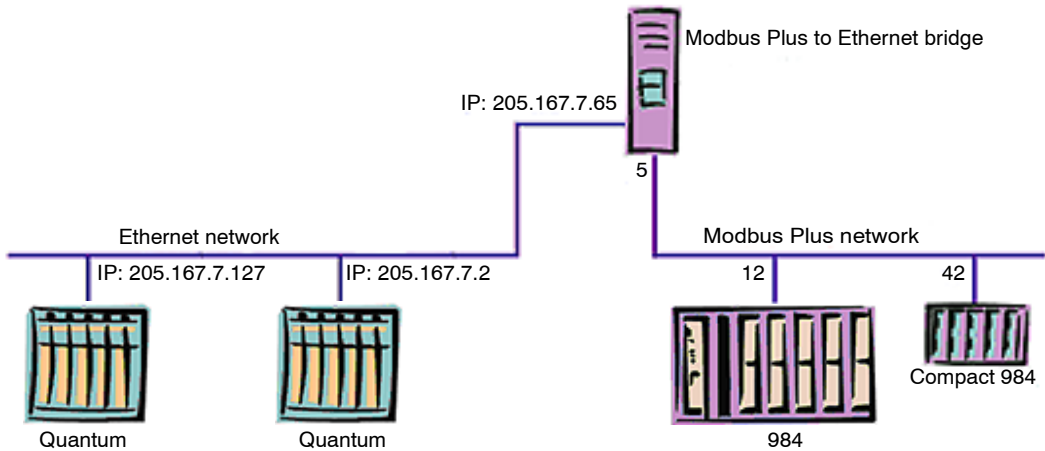 Modbus Plus to Ethernet bridge
IP: 205.167.7.65
5
Ethernet network
Modbus Plus network
IP: 205.167.7.127
IP: 205.167.7.2
12
42
Compact 984
Quantum
Quantum
984